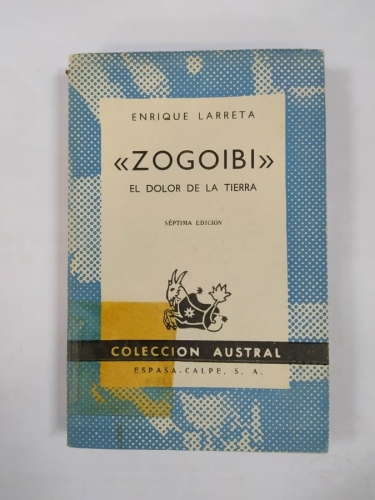 ENRIQUE LARRETA
«ZOGOIBI»
EL DOLOR DE LA TIERRA
SÉPTIMA EDICIÓN
COLECCION AUSTRAL
ESPASA-CALPE, S. A.